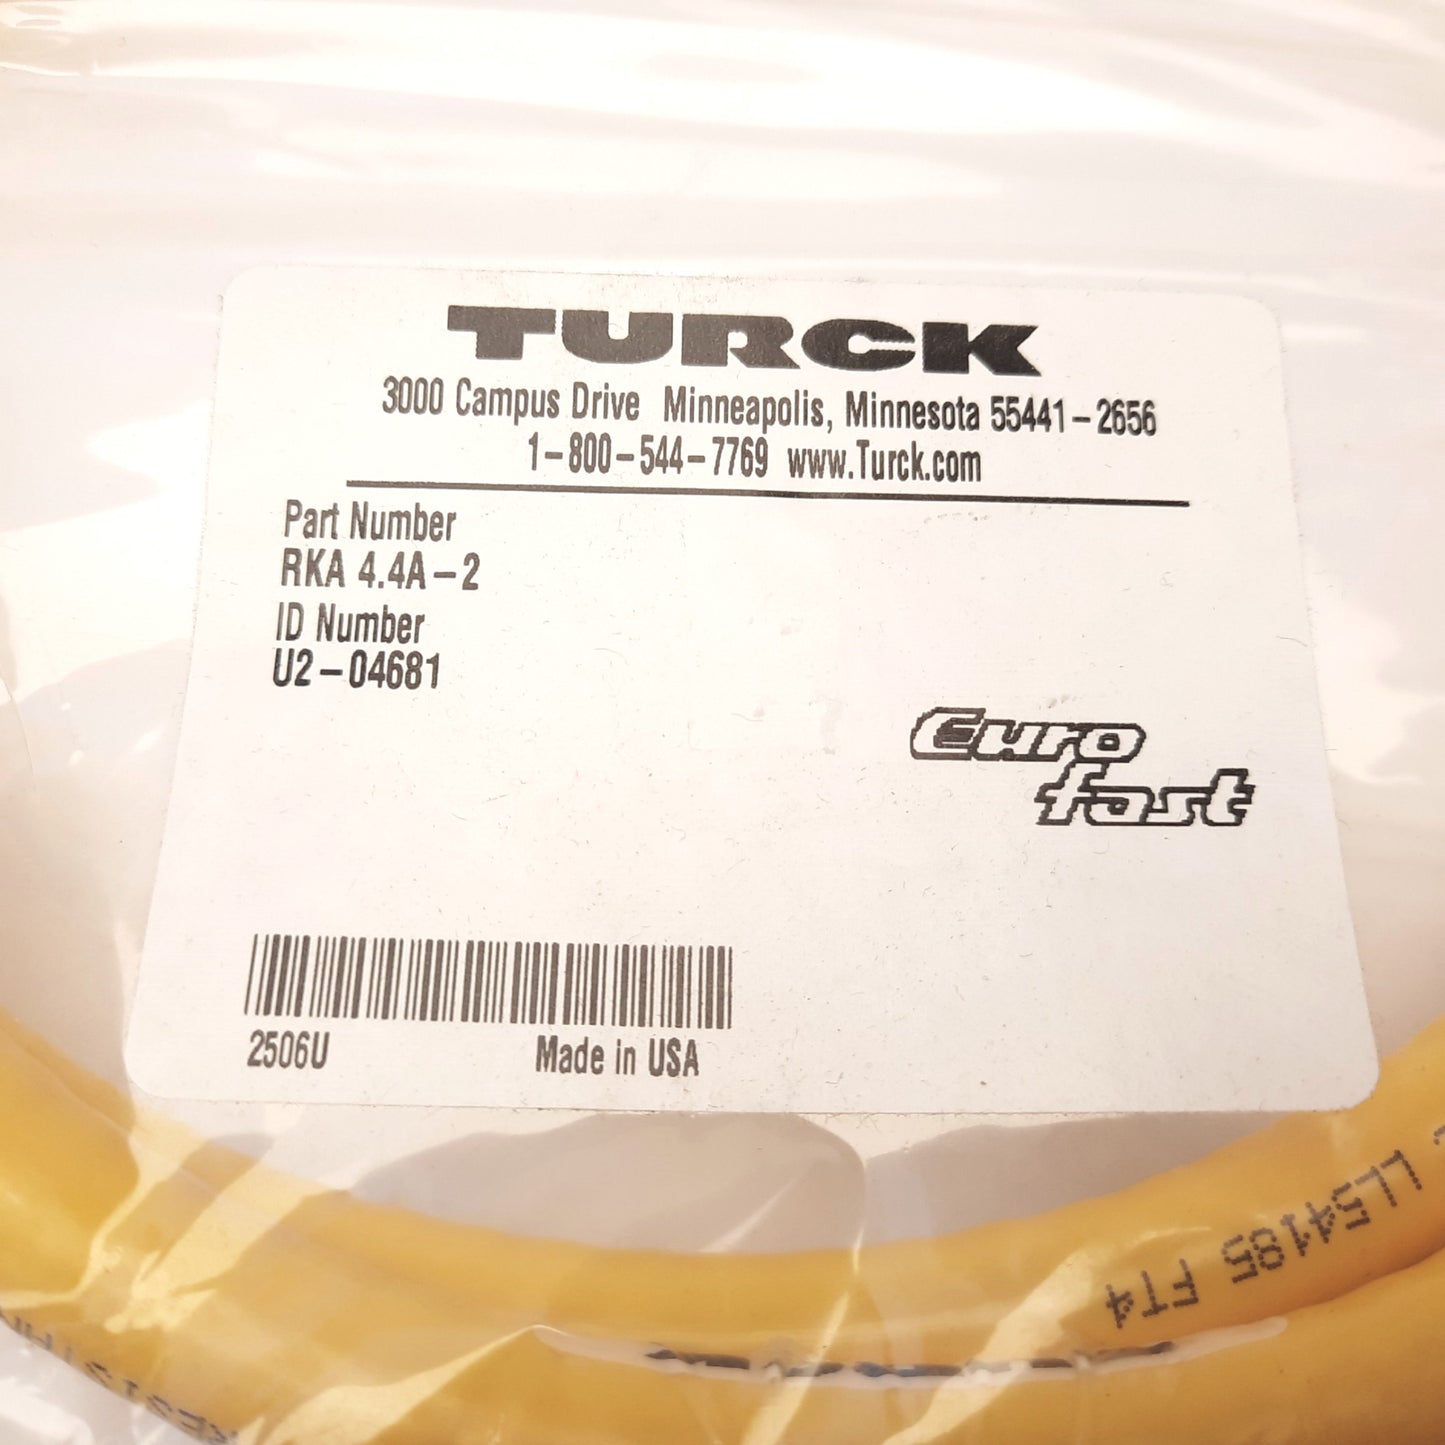 TURCK
3000 Campus Drive Minneapolis, Minnesota 55441-2656
1-800-544-7769 www.Turck.com
Part Number
RKA 4.4A-2
ID Number
U2-04681
Euro
fast
2506U
Made in USA
LL54185 FT4